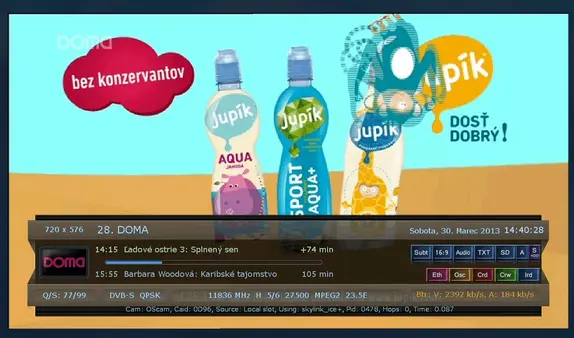 DOMA
bez konzervantov
Jupík
AQUA
JAHODA
Jupík
SPORT
AQUA+
Jupík
Jupík
DOSŤ
DOBRÝ!
720 x 576
28. DOMA
Sobota, 30. Marec 2013 14:40:28
DOMA
14:15 Ľadové ostrie 3: Splnený sen +74 min
Subt 16:9 Audio TXT SD A S
15:55 Barbara Woodová: Karibské tajomstvo 105 min
Eth Osc Crd Crw Ird
Q/S: 77/99 DVB-S QPSK 11836 MHz H 5/6 27500 MPEG2 23.5E Btr: V: 2392 kb/s, A: 184 kb/s
Cam: OScam, Caid: 0D96, Source: Local slot, Using: skylink_ice+, Pid: 0478, Hops: 0, Time: 0.087